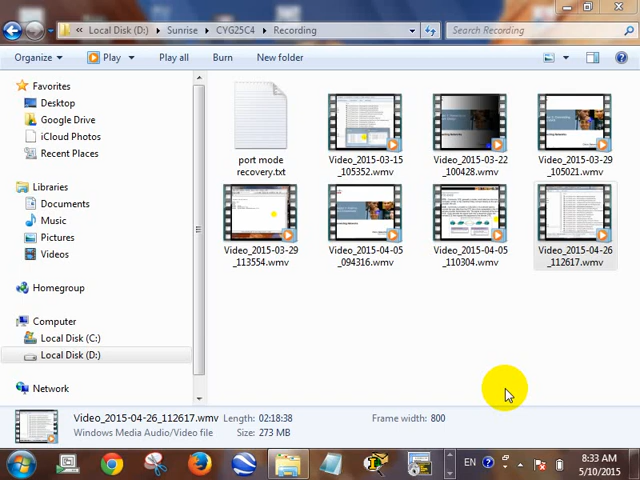 Local Disk (D:) Sunrise CYG25C4 Recording
Search Recording
Organize Play Play all Burn New folder
Favorites
Desktop
Google Drive
iCloud Photos
Recent Places
Libraries
Documents
Music
Pictures
Videos
Homegroup
Computer
Local Disk (C:)
Local Disk (D:)
Network
port mode
recovery.txt
Video_2015-03-15
_105352.wmv
Video_2015-03-22
_100428.wmv
Video_2015-03-29
_105021.wmv
Video_2015-03-29
_113554.wmv
Video_2015-04-05
_094316.wmv
Video_2015-04-05
_110304.wmv
Video_2015-04-26
_112617.wmv
Video_2015-04-26_112617.wmv Length: 02:18:38 Frame width: 800
Windows Media Audio/Video file Size: 273 MB
EN
8:33 AM
5/10/2015